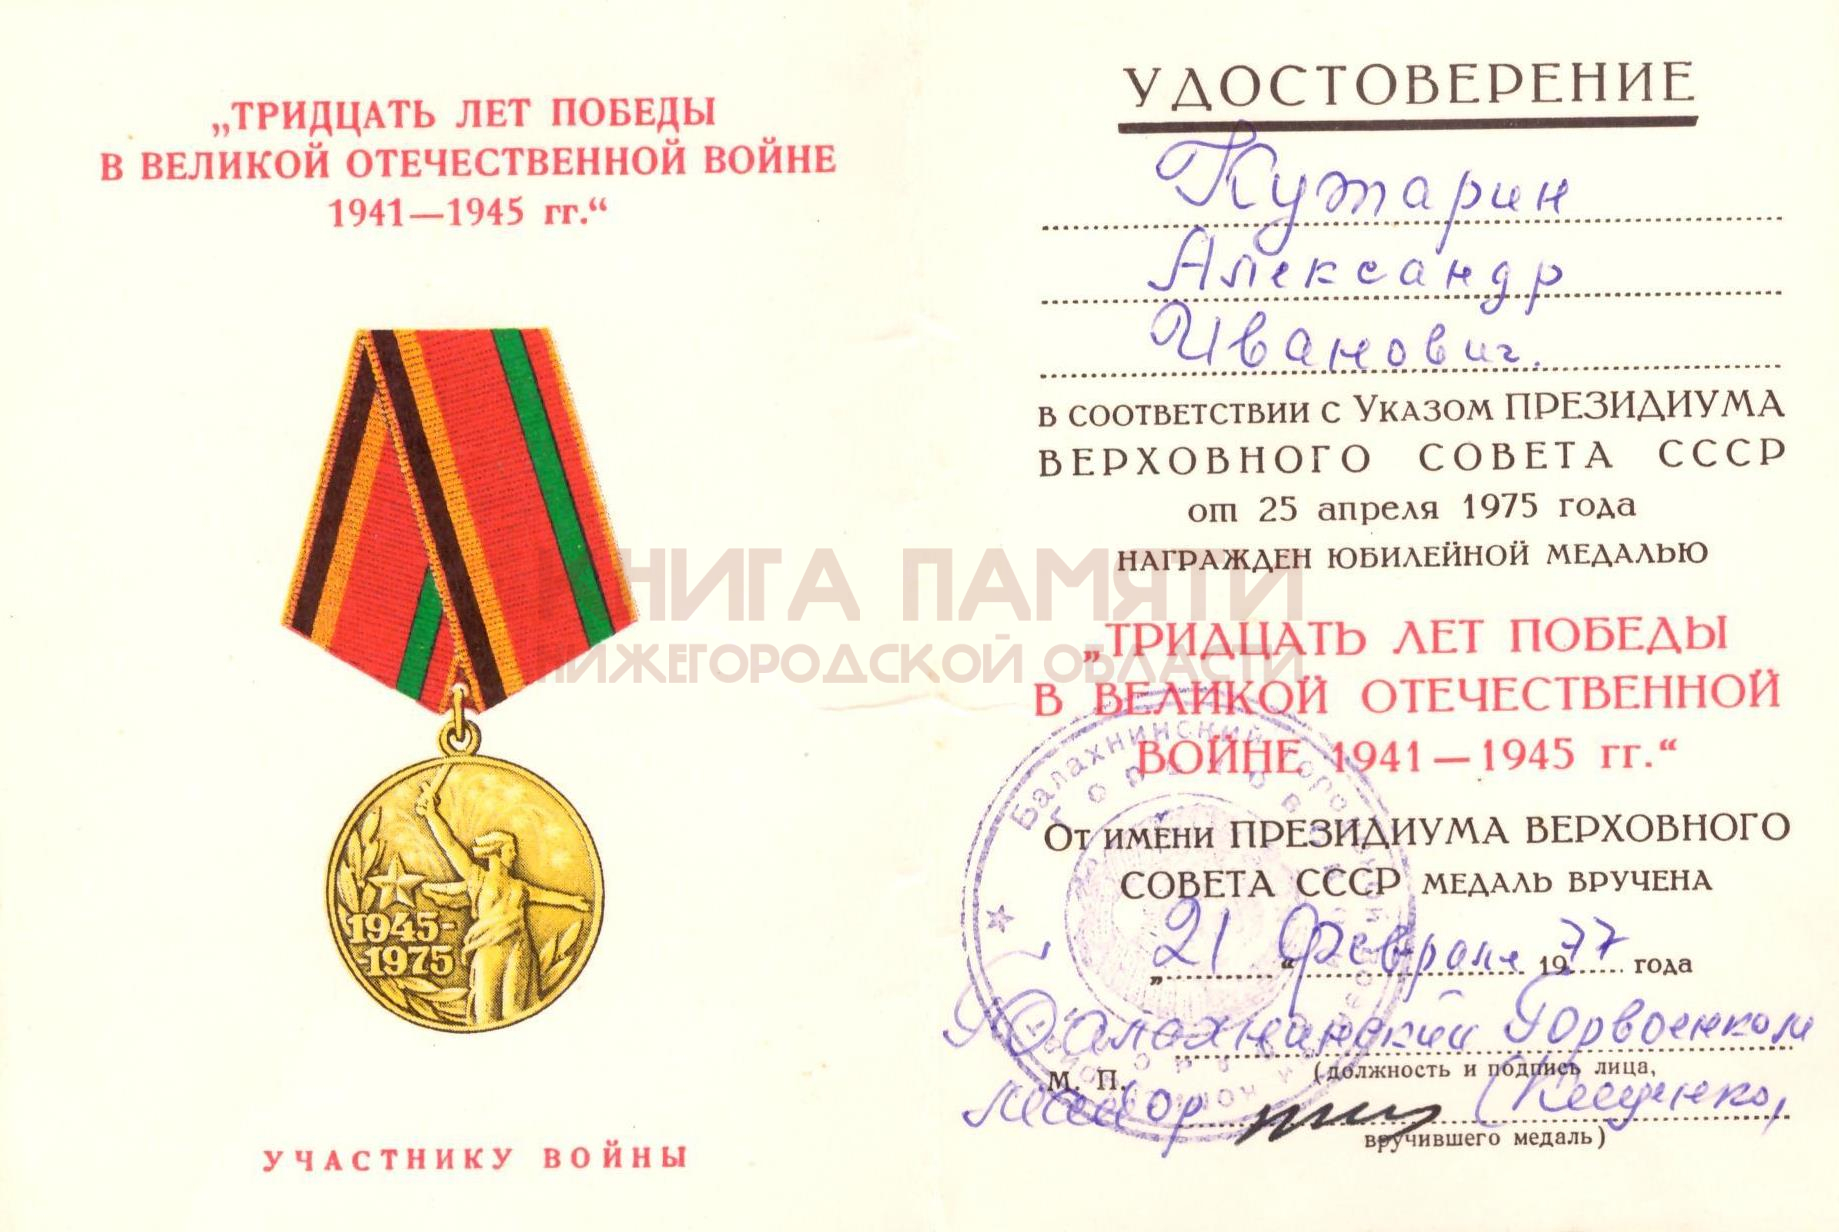 „ТРИДЦАТЬ ЛЕТ ПОБЕДЫ
В ВЕЛИКОЙ ОТЕЧЕСТВЕННОЙ ВОЙНЕ
1941—1945 гг.“
1945-
-1975
УЧАСТНИКУ ВОЙНЫ
УДОСТОВЕРЕНИЕ
Кутарин
Александр
Иванович.
в соответствии с Указом ПРЕЗИДИУМА
ВЕРХОВНОГО СОВЕТА СССР
от 25 апреля 1975 года
НАГРАЖДЕН ЮБИЛЕЙНОЙ МЕДАЛЬЮ
„ТРИДЦАТЬ ЛЕТ ПОБЕДЫ
В ВЕЛИКОЙ ОТЕЧЕСТВЕННОЙ
ВОЙНЕ 1941—1945 гг.“
От имени ПРЕЗИДИУМА ВЕРХОВНОГО
СОВЕТА СССР МЕДАЛЬ ВРУЧЕНА
„21“ февраля 1977 года
Балахнинский Горвоенком
М. П.
(должность и подпись лица,
майор
вручившего медаль)
Балахнинский городской
КНИГА ПАМЯТИ
НИЖЕГОРОДСКОЙ ОБЛАСТИ